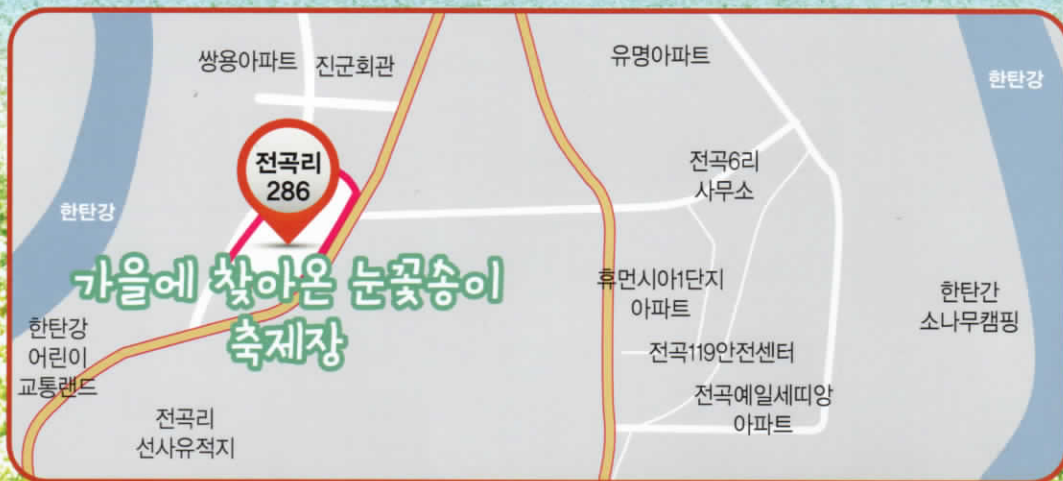 쌍용아파트
진군회관
유명아파트
한탄강
전곡리
286
전곡6리
사무소
한탄강
가을에 찾아온 눈꽃송이
축제장
휴먼시아1단지
아파트
한탄간
소나무캠핑
한탄강
어린이
교통랜드
전곡119안전센터
전곡예일세띠앙
아파트
전곡리
선사유적지